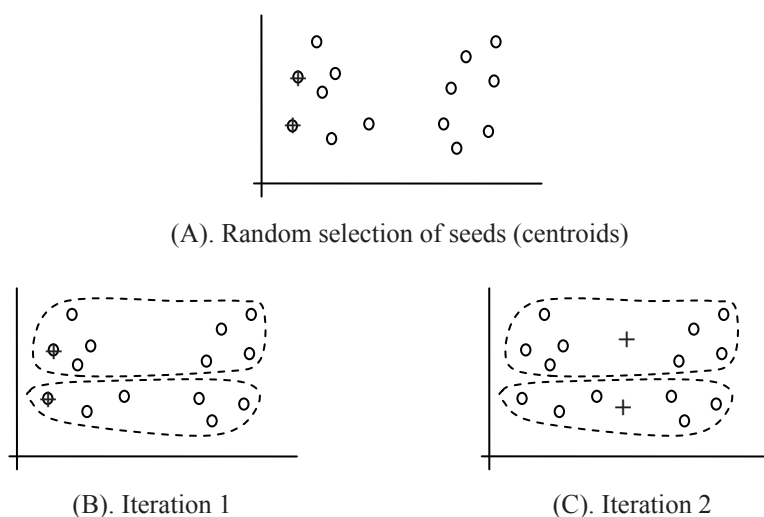 (A). Random selection of seeds (centroids)
(B). Iteration 1
(C). Iteration 2